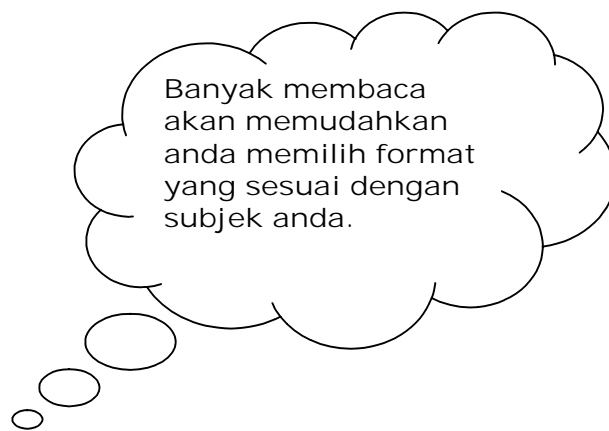 Banyak membaca
akan memudahkan
anda memilih format
yang sesuai dengan
subjek anda.